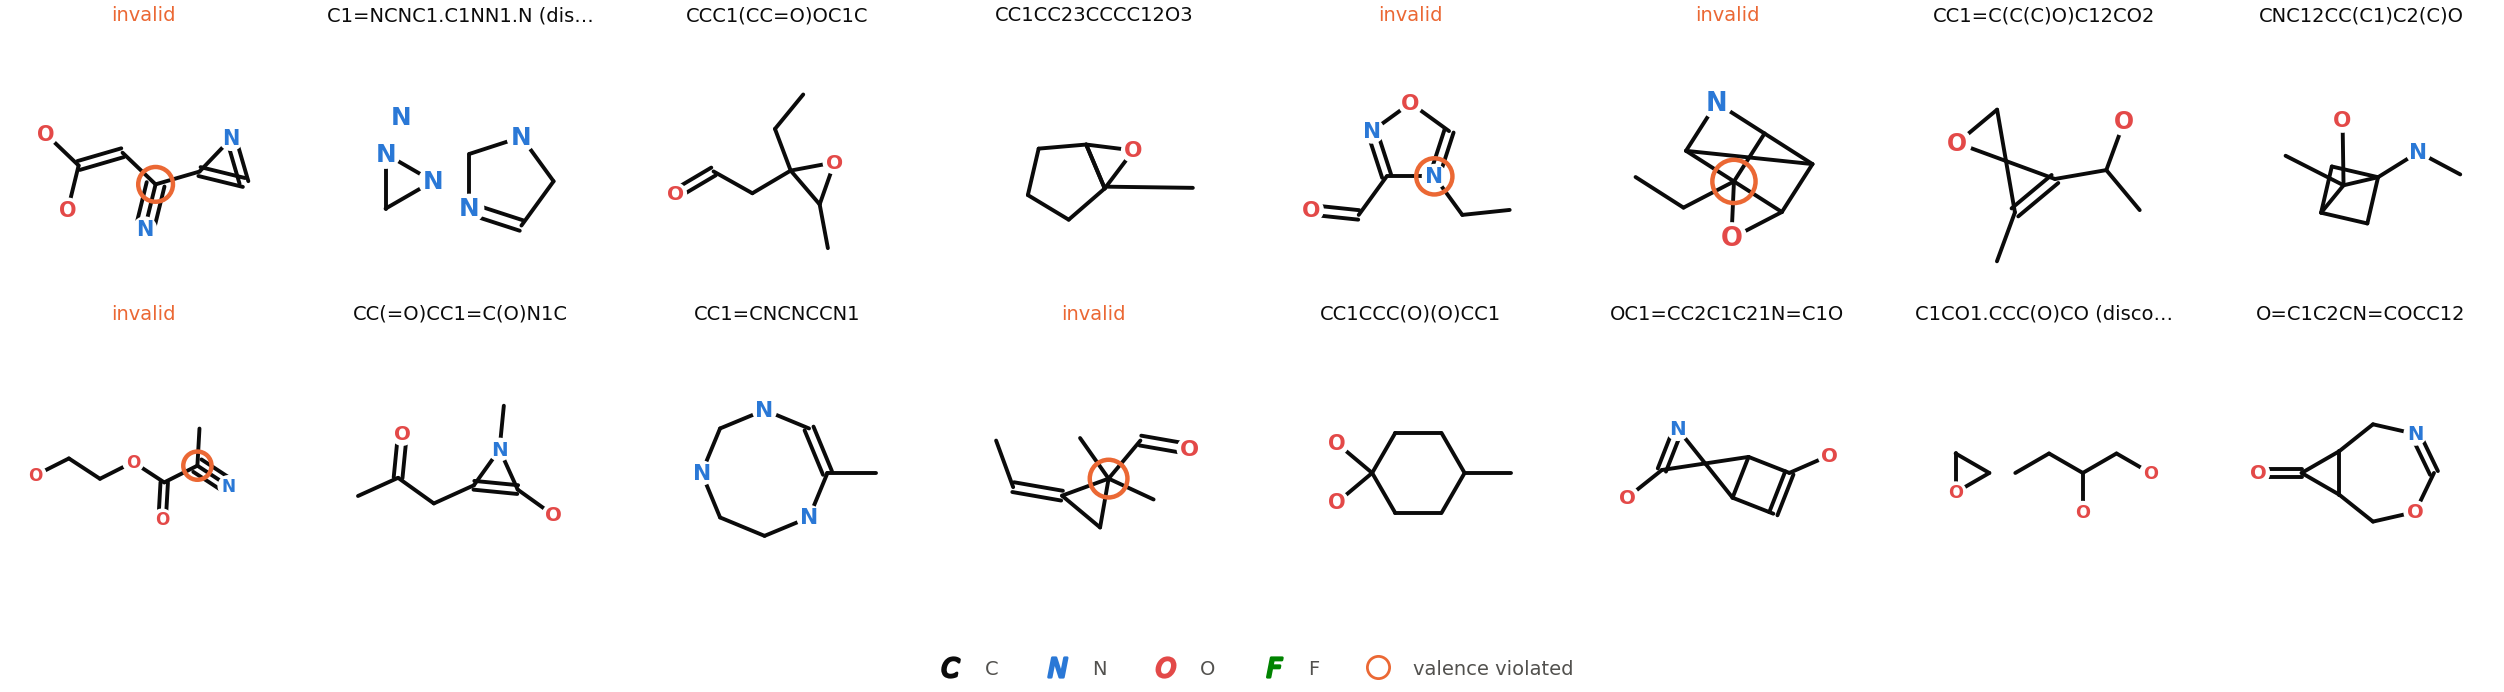 invalid
C1=NCNC1.C1NN1.N (dis...
CCC1(CC=O)OC1C
CC1CC23CCCC12O3
invalid
invalid
CC1=C(C(C)O)C12CO2
CNC12CC(C1)C2(C)O
O
O
N
N
N
N
N
N
N
O
O
O
O
N
N
O
N
O
O
O
O
N
invalid
CC(=O)CC1=C(O)N1C
CC1=CNCNCCN1
invalid
CC1CCC(O)(O)CC1
OC1=CC2C1C21N=C1O
C1CO1.CCC(O)CO (disco...
O=C1C2CN=COCC12
O
O
O
N
O
N
O
N
N
N
O
O
O
N
O
O
O
O
O
O
N
O
C C N N O O F F valence violated